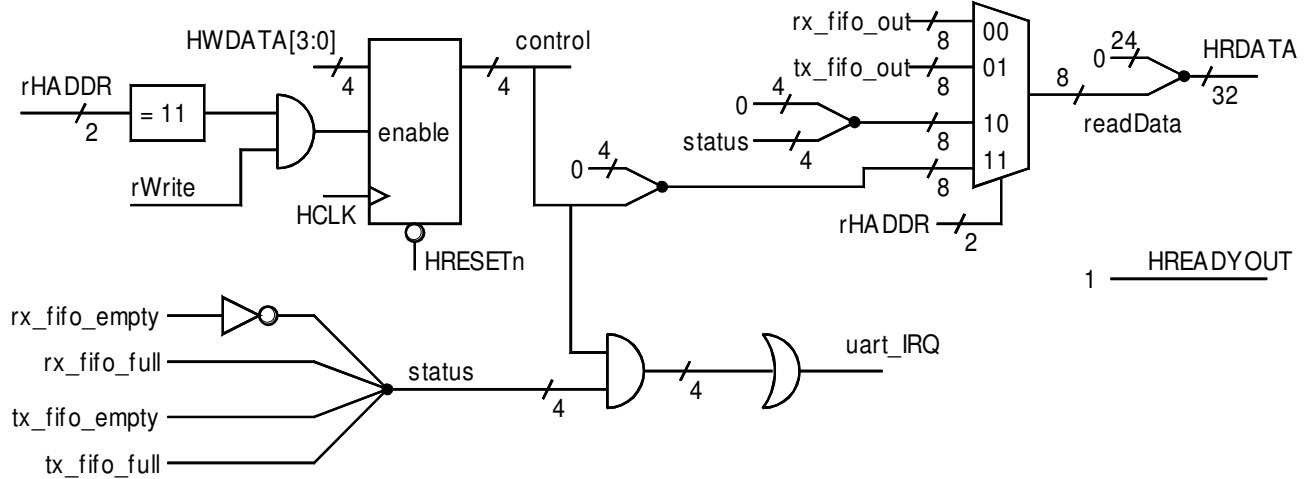 HWDATA[3:0]
4
control
4
rHADDR
2
= 11
enable
rWrite
HCLK
HRESETn
rx_fifo_out
8
00
tx_fifo_out
8
01
0
4
status
4
8
10
0
4
8
11
rHADDR
2
0
24
8
readData
HRDATA
32
1
HREADYOUT
rx_fifo_empty
rx_fifo_full
tx_fifo_empty
tx_fifo_full
status
4
4
uart_IRQ